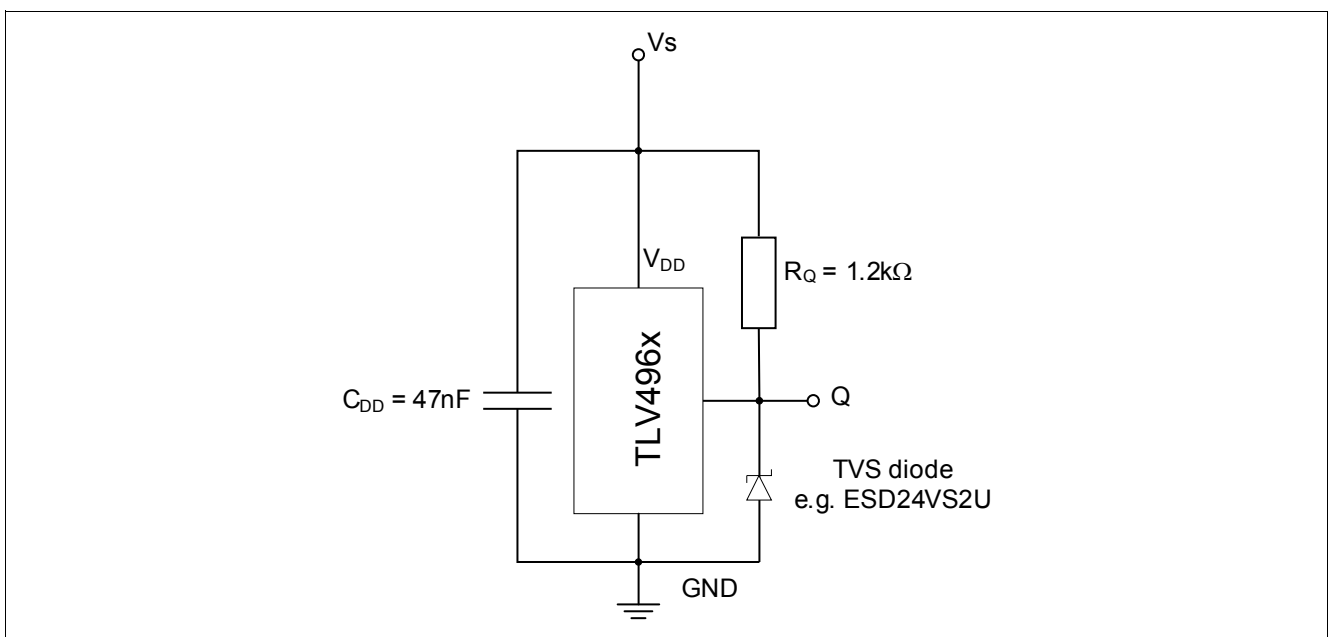 Vs
VDD
RQ = 1.2kΩ
TLV496x
CDD = 47nF
Q
TVS diode
e.g. ESD24VS2U
GND